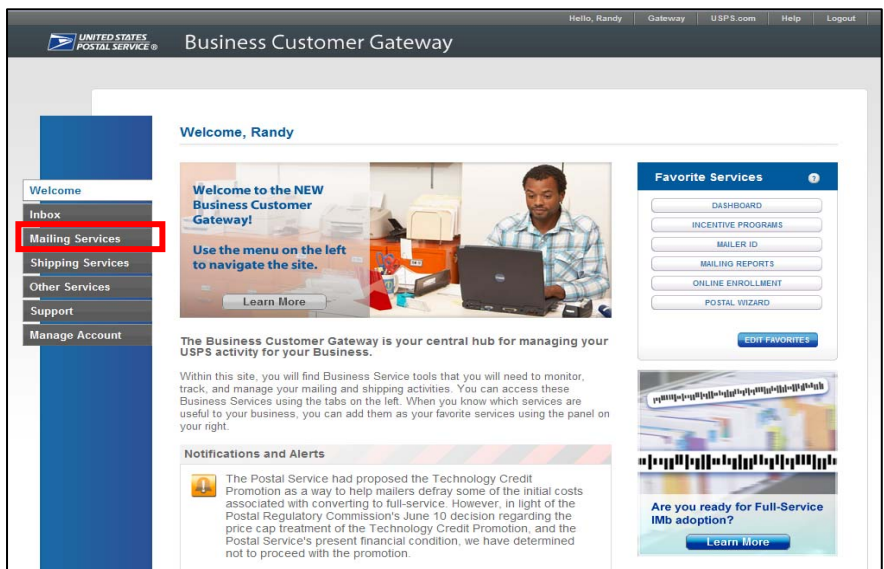 Hello, Randy Gateway USPS.com Help Logout
UNITED STATES
POSTAL SERVICE ®
Business Customer Gateway
Welcome, Randy
Welcome
Inbox
Mailing Services
Shipping Services
Other Services
Support
Manage Account
Welcome to the NEW
Business Customer
Gateway!
Use the menu on the left
to navigate the site.
Learn More
The Business Customer Gateway is your central hub for managing your
USPS activity for your Business.
Within this site, you will find Business Service tools that you will need to monitor,
track, and manage your mailing and shipping activities. You can access these
Business Services using the tabs on the left. When you know which services are
useful to your business, you can add them as your favorite services using the panel on
your right.
Notifications and Alerts
The Postal Service had proposed the Technology Credit
Promotion as a way to help mailers defray some of the initial costs
associated with converting to full-service. However, in light of the
Postal Regulatory Commission's June 10 decision regarding the
price cap treatment of the Technology Credit Promotion, and the
Postal Service's present financial condition, we have determined
not to proceed with the promotion.
Favorite Services ?
DASHBOARD
INCENTIVE PROGRAMS
MAILER ID
MAILING REPORTS
ONLINE ENROLLMENT
POSTAL WIZARD
EDIT FAVORITES
Are you ready for Full-Service
IMb adoption?
Learn More